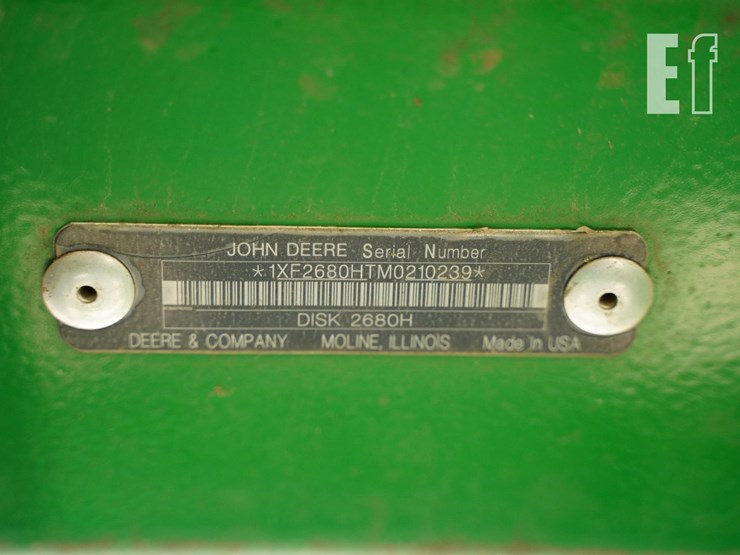 Ef
JOHN DEERE Serial Number
*1XF2680HTM0210239*
DISK 2680H
DEERE & COMPANY MOLINE, ILLINOIS Made in USA